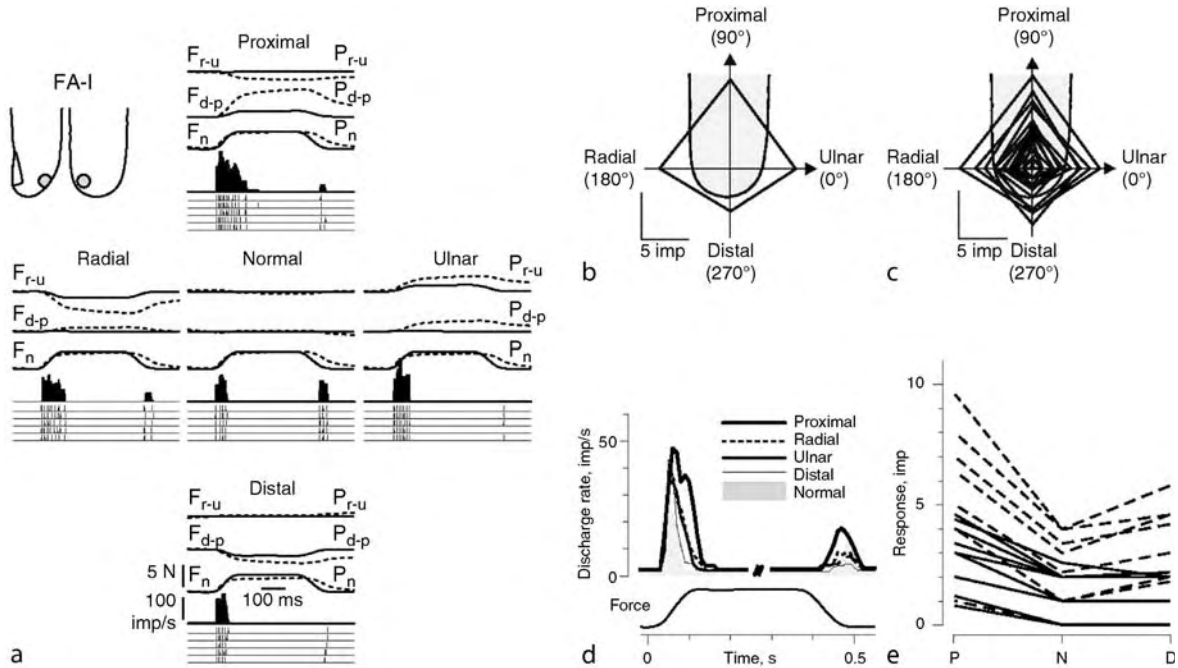 FA-I
Proximal
F r-u P r-u
F d-p P d-p
F n P n
Radial Normal Ulnar
F r-u P r-u
F d-p P d-p
F n P n
Distal
F r-u P r-u
F d-p P d-p
5 N F n P n
100 imp/s 100 ms
a
Proximal (90°)
Radial (180°)
Ulnar (0°)
5 imp
Distal (270°)
b
Proximal (90°)
Radial (180°)
Ulnar (0°)
5 imp
Distal (270°)
c
Discharge rate, imp/s
50
0
Proximal
Radial
Ulnar
Distal
Normal
Force
0 Time, s 0.5
d
Response, imp
10
5
0
P N D
e